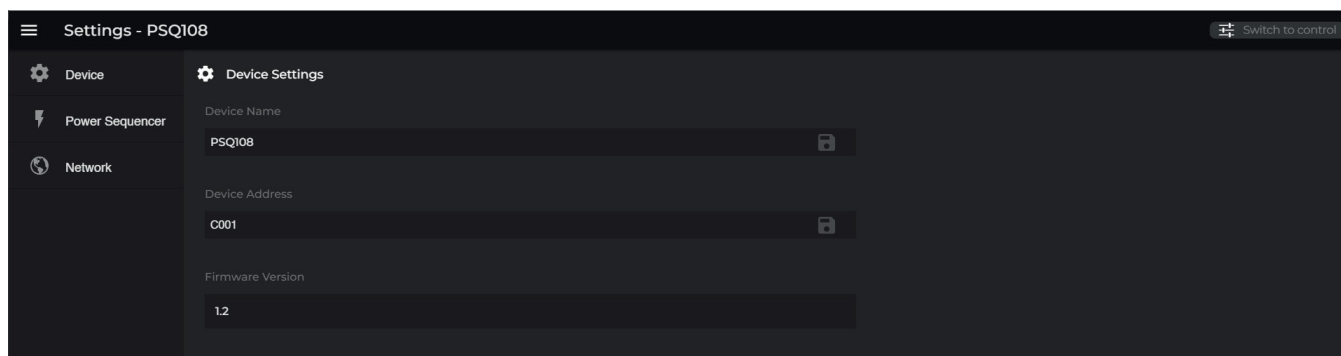 Settings - PSQ108
Switch to control
Device
Power Sequencer
Network
Device Settings
Device Name
PSQ108
Device Address
C001
Firmware Version
1.2